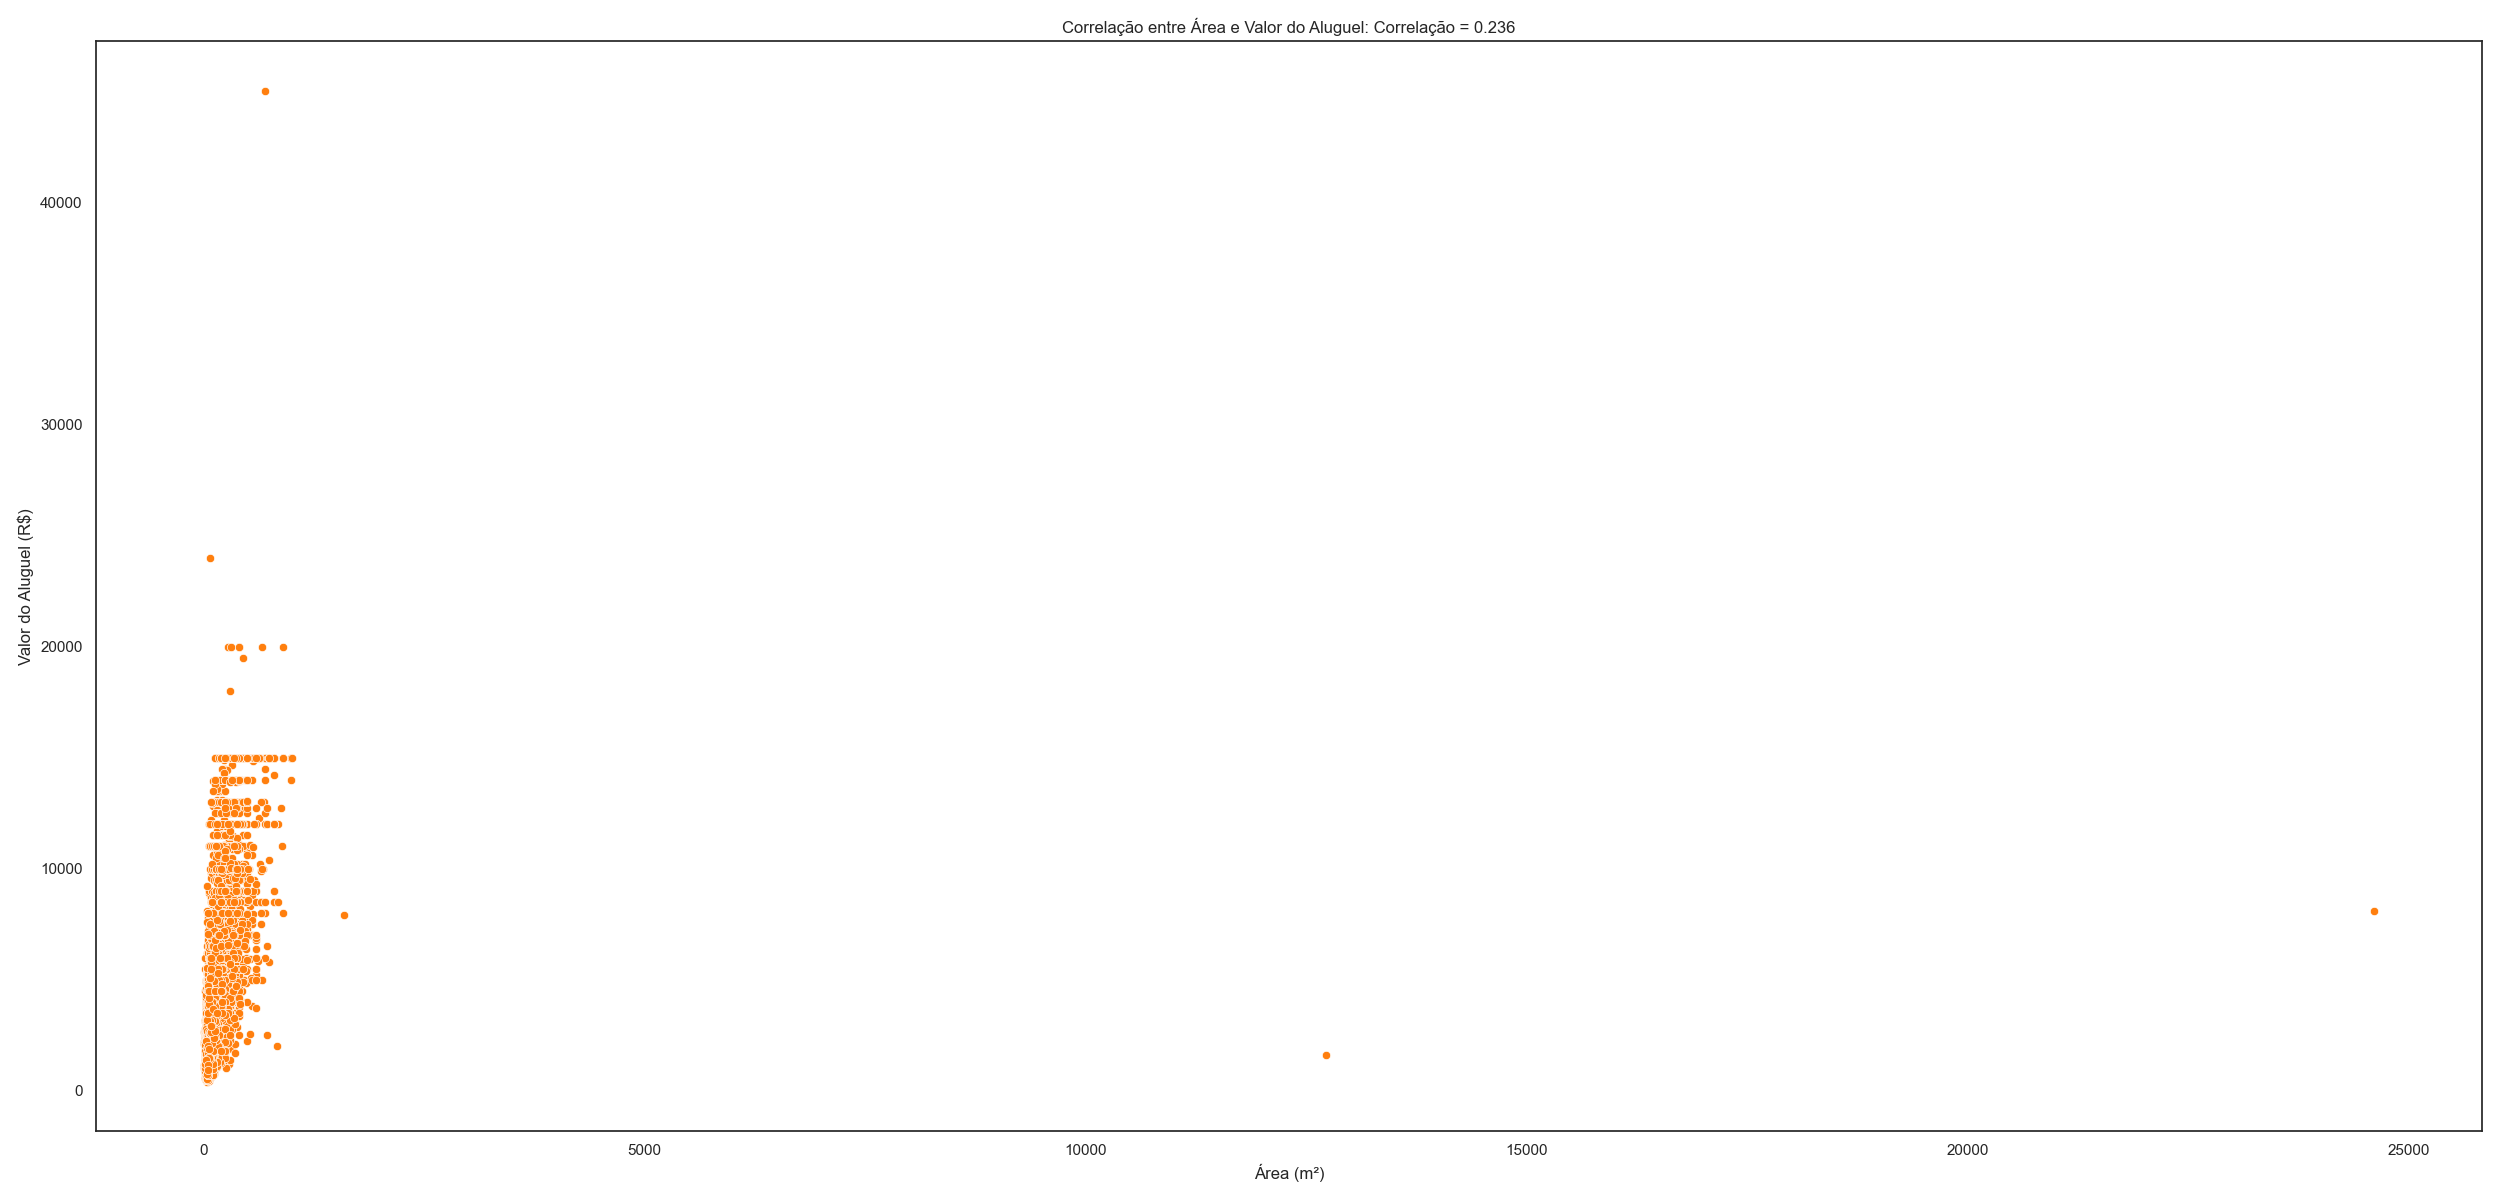 Correlação entre Área e Valor do Aluguel: Correlação = 0.236
Valor do Aluguel (R$)
40000
30000
20000
10000
0
0 5000 10000 15000 20000 25000
Área (m²)